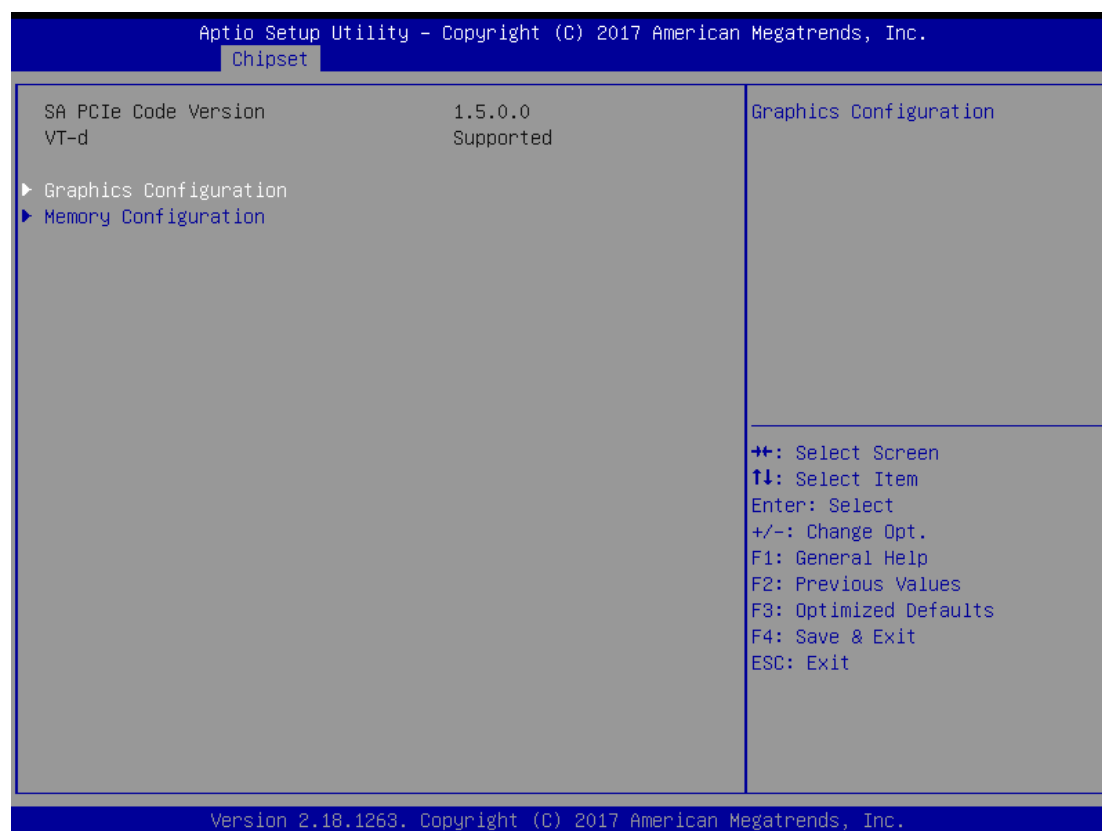 Aptio Setup Utility – Copyright (C) 2017 American Megatrends, Inc.
Chipset
SA PCIe Code Version 1.5.0.0
VT-d Supported
Graphics Configuration
Memory Configuration
Graphics Configuration
→←: Select Screen
↑↓: Select Item
Enter: Select
+/-: Change Opt.
F1: General Help
F2: Previous Values
F3: Optimized Defaults
F4: Save & Exit
ESC: Exit
Version 2.18.1263. Copyright (C) 2017 American Megatrends, Inc.